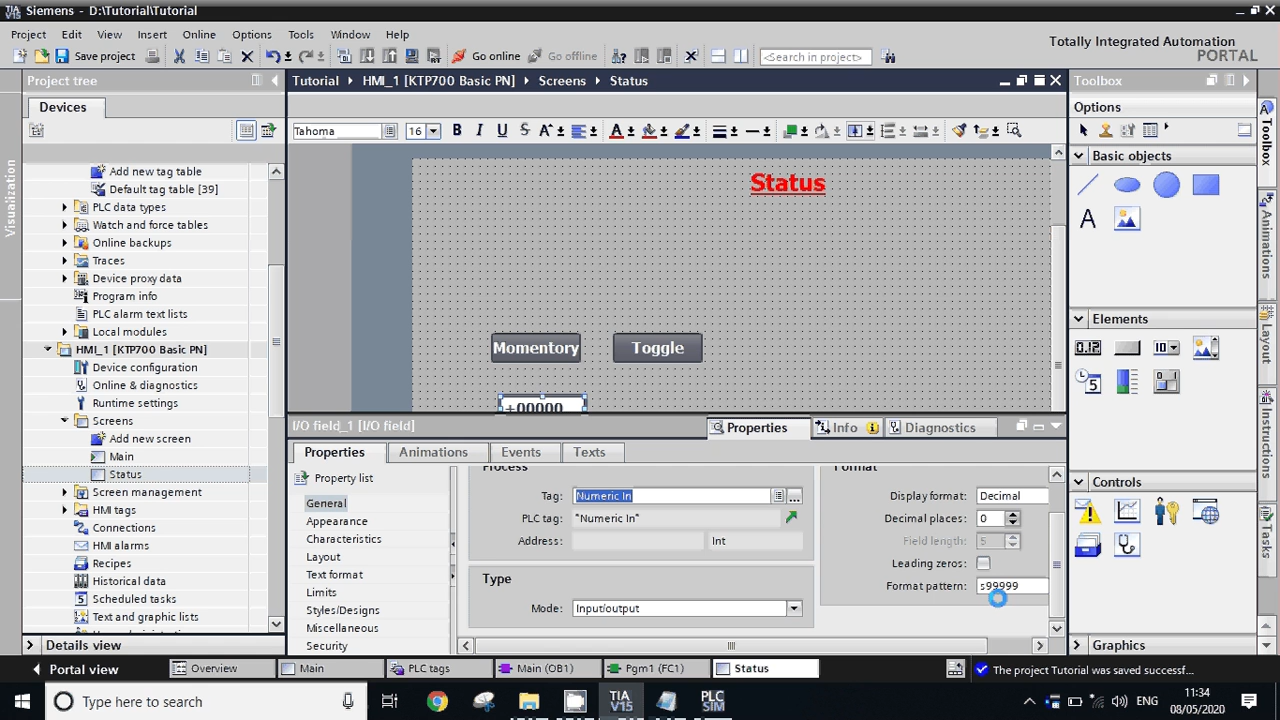 Siemens - D:\Tutorial\Tutorial
Project Edit View Insert Online Options Tools Window Help
Totally Integrated Automation
PORTAL
Save project
Go online
Go offline
<Search in project>
Project tree
Devices
Visualization
Add new tag table
Default tag table [39]
PLC data types
Watch and force tables
Online backups
Traces
Device proxy data
Program info
PLC alarm text lists
Local modules
HMI_1 [KTP700 Basic PN]
Device configuration
Online & diagnostics
Runtime settings
Screens
Add new screen
Main
Status
Screen management
HMI tags
Connections
HMI alarms
Recipes
Historical data
Scheduled tasks
Text and graphic lists
Details view
Tutorial HMI_1 [KTP700 Basic PN] Screens Status
Tahoma 16
B I U S A A
Status
Momentory
Toggle
+00000
I/O field_1 [I/O field]
Properties Info Diagnostics
Properties Animations Events Texts
Property list
General
Appearance
Characteristics
Layout
Text format
Limits
Styles/Designs
Miscellaneous
Security
Process
Tag: Numeric In
PLC tag: "Numeric In"
Address: Int
Type
Mode: Input/output
Format
Display format: Decimal
Decimal places: 0
Field length: 5
Leading zeros:
Format pattern: s99999
Toolbox
Options
Basic objects
A
Elements
0.12
10
5
Controls
Graphics
Toolbox
Animations
Layout
Instructions
Tasks
Libraries
Portal view
Overview
Main
PLC tags
Main (OB1)
Pgm1 (FC1)
Status
The project Tutorial was saved successf...
Type here to search
TIA V15
PLC SIM
ENG
11:34
08/05/2020